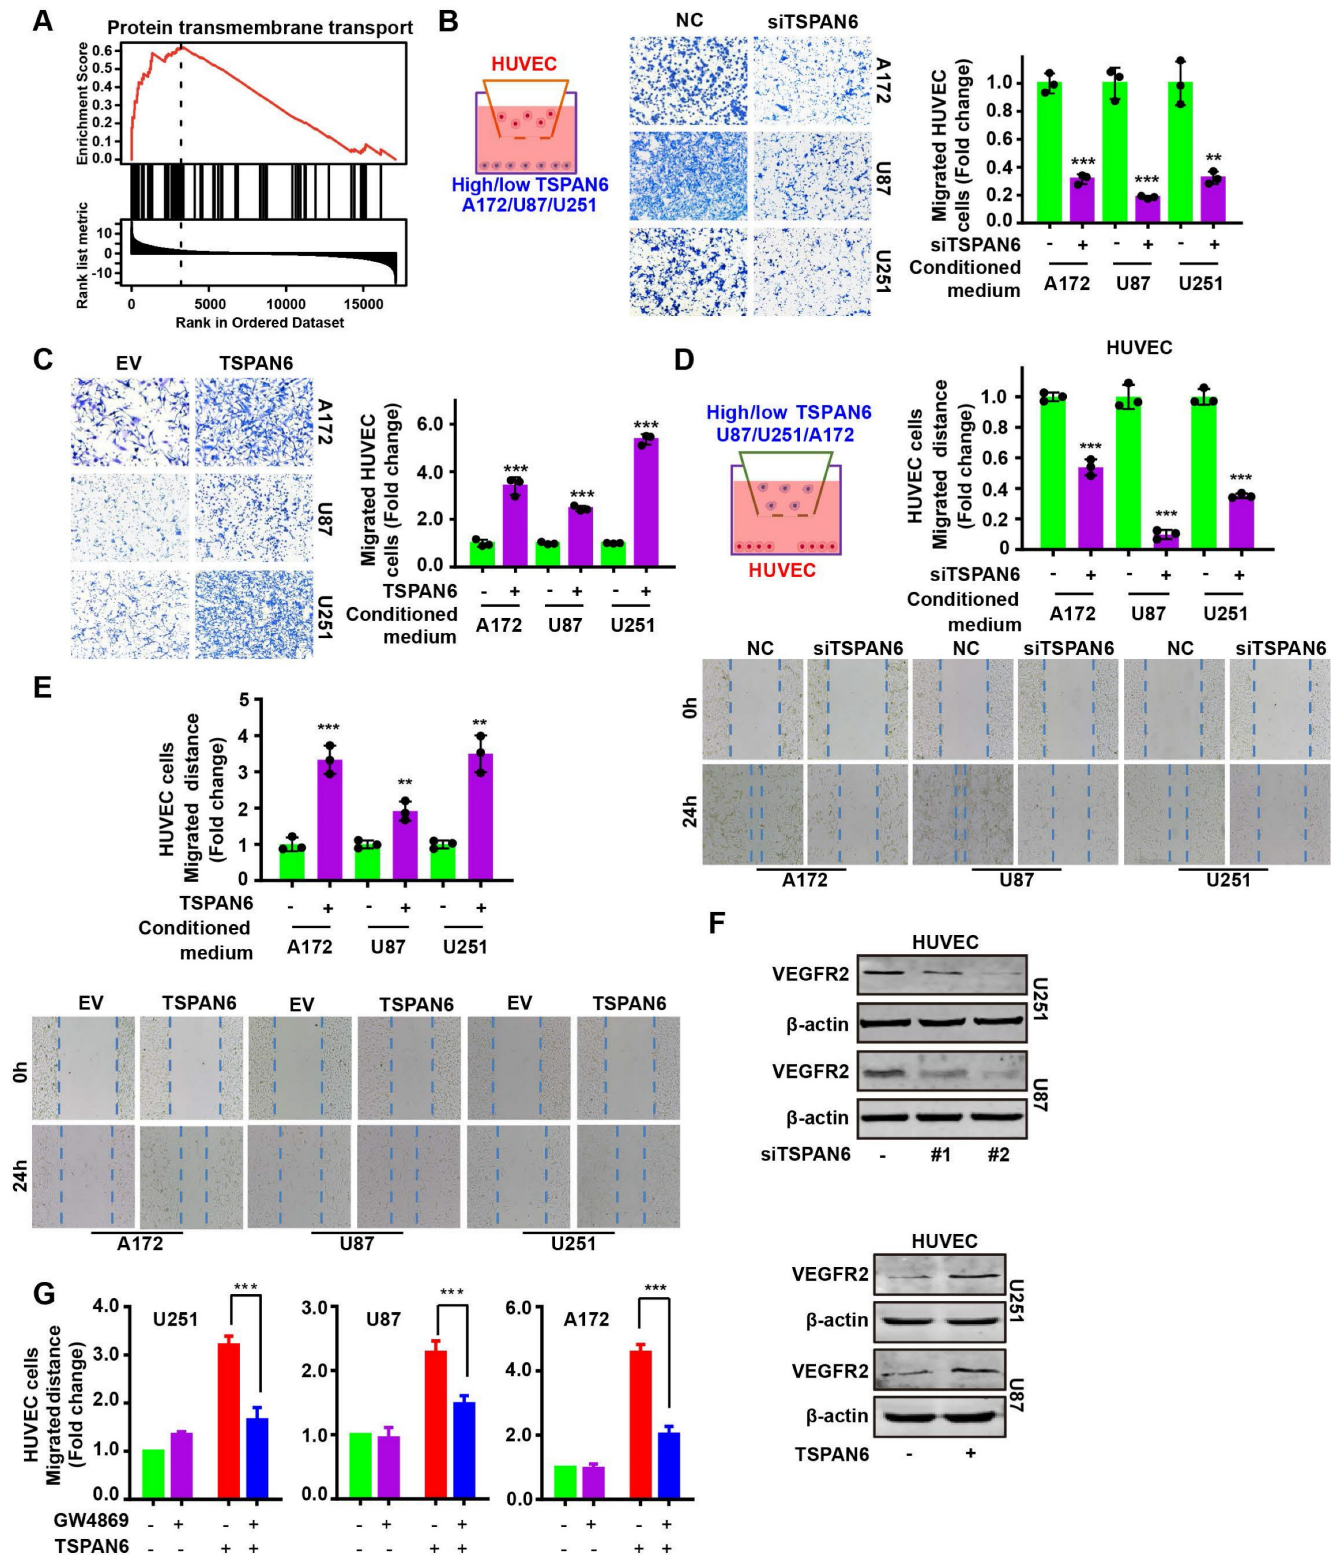 A
Protein transmembrane transport
Enrichment Score
0.6
0.5
0.4
0.3
0.2
0.1
0.0
Rank list metric
10
0
-10
0 5000 10000 15000
Rank in Ordered Dataset
B
HUVEC
High/low TSPAN6
A172/U87/U251
NC siTSPAN6
A172
U87
U251
Migrated HUVEC
cells (Fold change)
1.0
0.8
0.6
0.4
0.2
0.0
*** *** **
siTSPAN6 - + - + - +
Conditioned
medium
A172 U87 U251
C
EV TSPAN6
A172
U87
U251
Migrated HUVEC
cells (Fold change)
6.0
4.0
2.0
0.0
*** *** ***
TSPAN6 - + - + - +
Conditioned
medium
A172 U87 U251
D
High/low TSPAN6
U87/U251/A172
HUVEC
HUVEC
HUVEC cells
Migrated distance
(Fold change)
1.0
0.8
0.6
0.4
0.2
0
*** *** ***
siTSPAN6 - + - + - +
Conditioned
medium
A172 U87 U251
NC siTSPAN6 NC siTSPAN6 NC siTSPAN6
0h
24h
A172 U87 U251
E
HUVEC cells
Migrated distance
(Fold change)
5
4
3
2
1
0
*** ** **
TSPAN6 - + - + - +
Conditioned
medium
A172 U87 U251
EV TSPAN6 EV TSPAN6 EV TSPAN6
0h
24h
A172 U87 U251
F
HUVEC
VEGFR2
β-actin
U251
VEGFR2
β-actin
U87
siTSPAN6 - #1 #2
HUVEC
VEGFR2
β-actin
U251
VEGFR2
β-actin
U87
TSPAN6 - +
G
HUVEC cells
Migrated distance
(Fold change)
U251
***
4.0
3.0
2.0
1.0
0.0
U87
***
3.0
2.0
1.0
0.0
A172
***
6.0
4.0
2.0
0.0
GW4869 - + - + - + - + - + - +
TSPAN6 - - + + - - + + - - + +